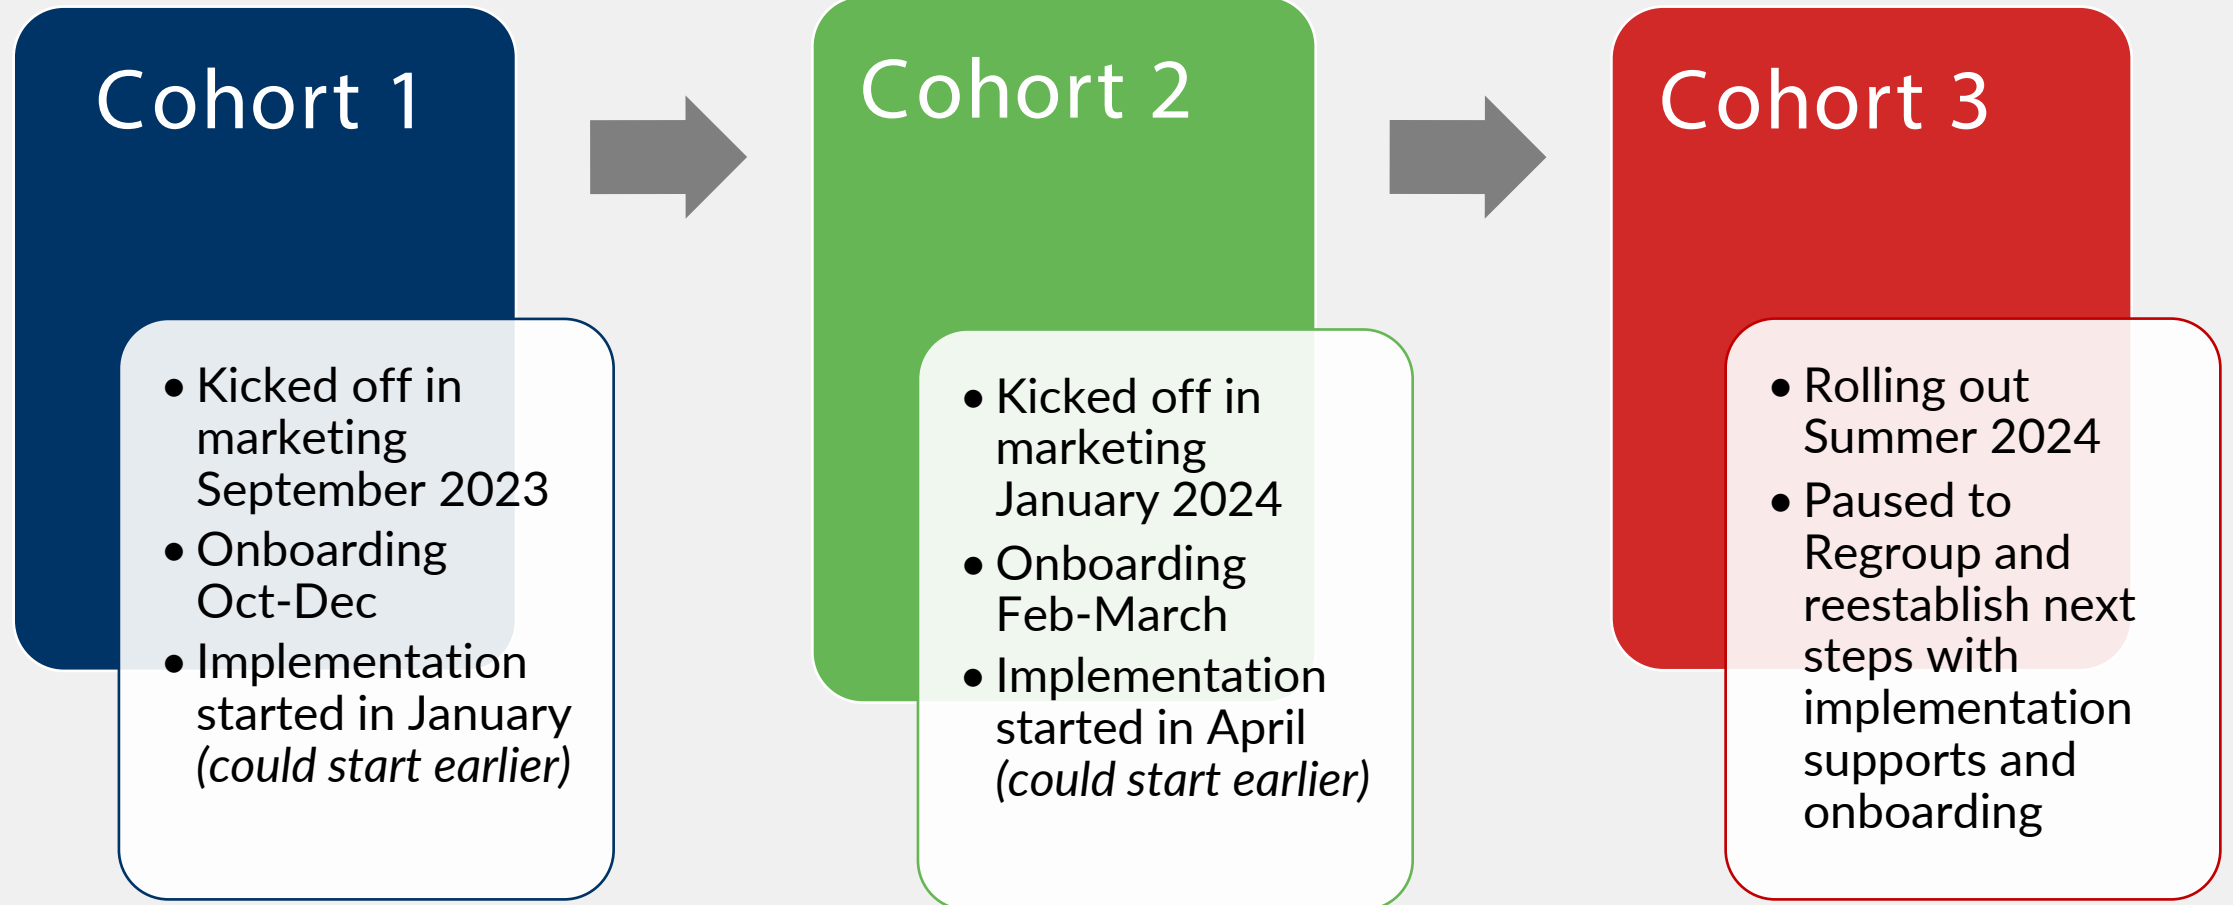 Cohort 1
• Kicked off in
marketing
September 2023
• Onboarding
Oct-Dec
• Implementation
started in January
(could start earlier)
Cohort 2
• Kicked off in
marketing
January 2024
• Onboarding
Feb-March
• Implementation
started in April
(could start earlier)
Cohort 3
• Rolling out
Summer 2024
• Paused to
Regroup and
reestablish next
steps with
implementation
supports and
onboarding